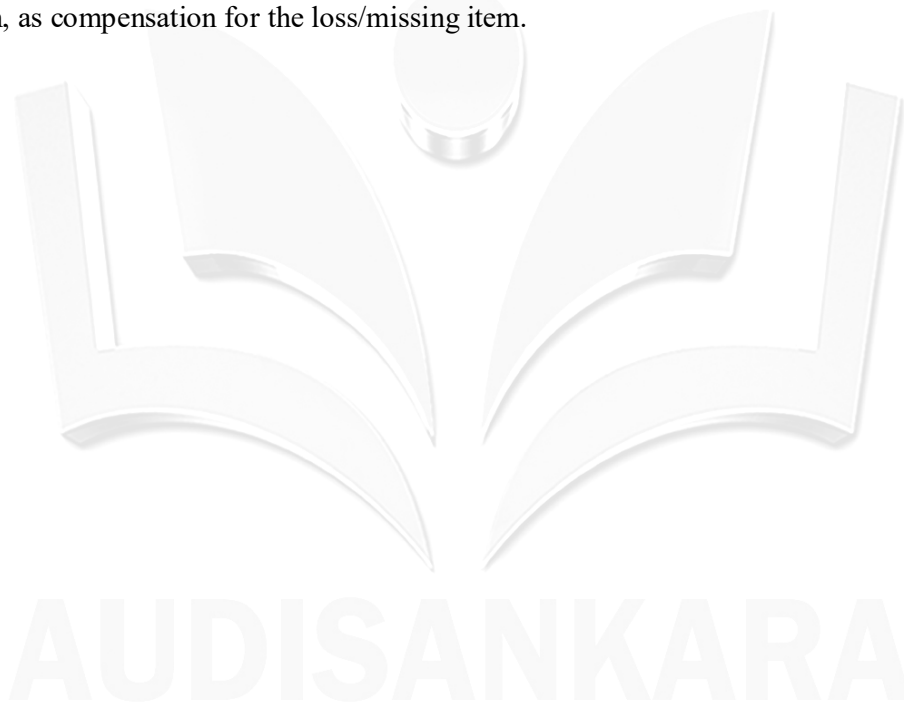 , as compensation for the loss/missing item.
AUDISANKARA